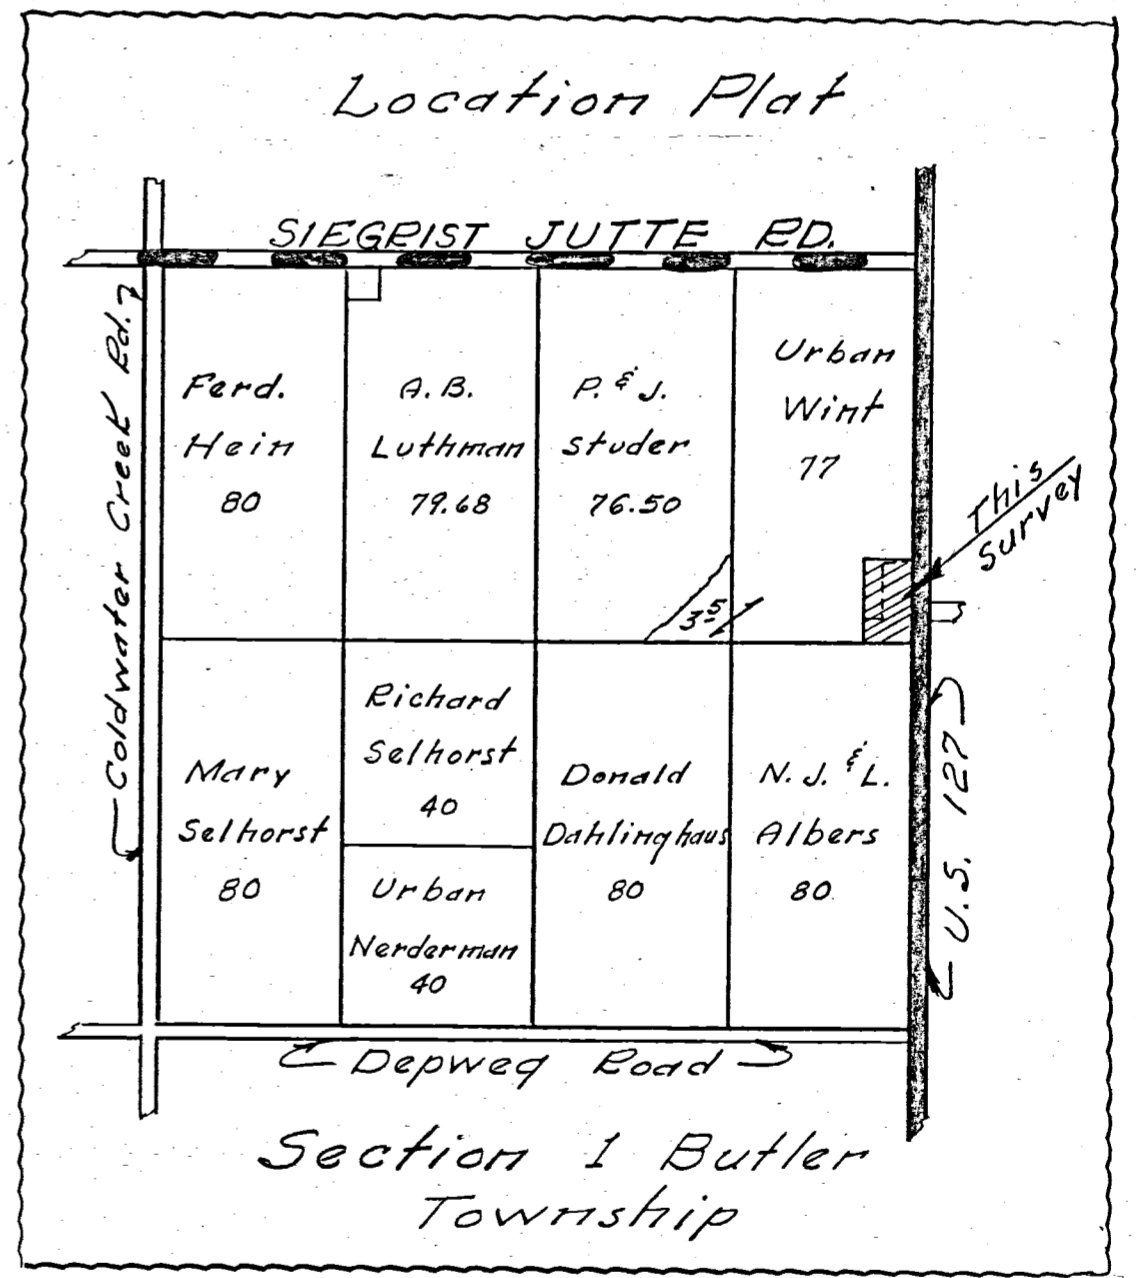 Location Plat
SIEGRIST JUTTE RD.
Coldwater Creek Rd.
Ferd.
Hein
80
A.B.
Luthman
79.68
P. & J.
Studer
76.50
Urban
Wint
77
This
Survey
3.5
Mary
Selhorst
80
Richard
Selhorst
40
Urban
Nerderman
40
Donald
Dahlinghaus
80
N. J. & L.
Albers
80
U.S. 127
Depweg Road
Section 1 Butler
Township